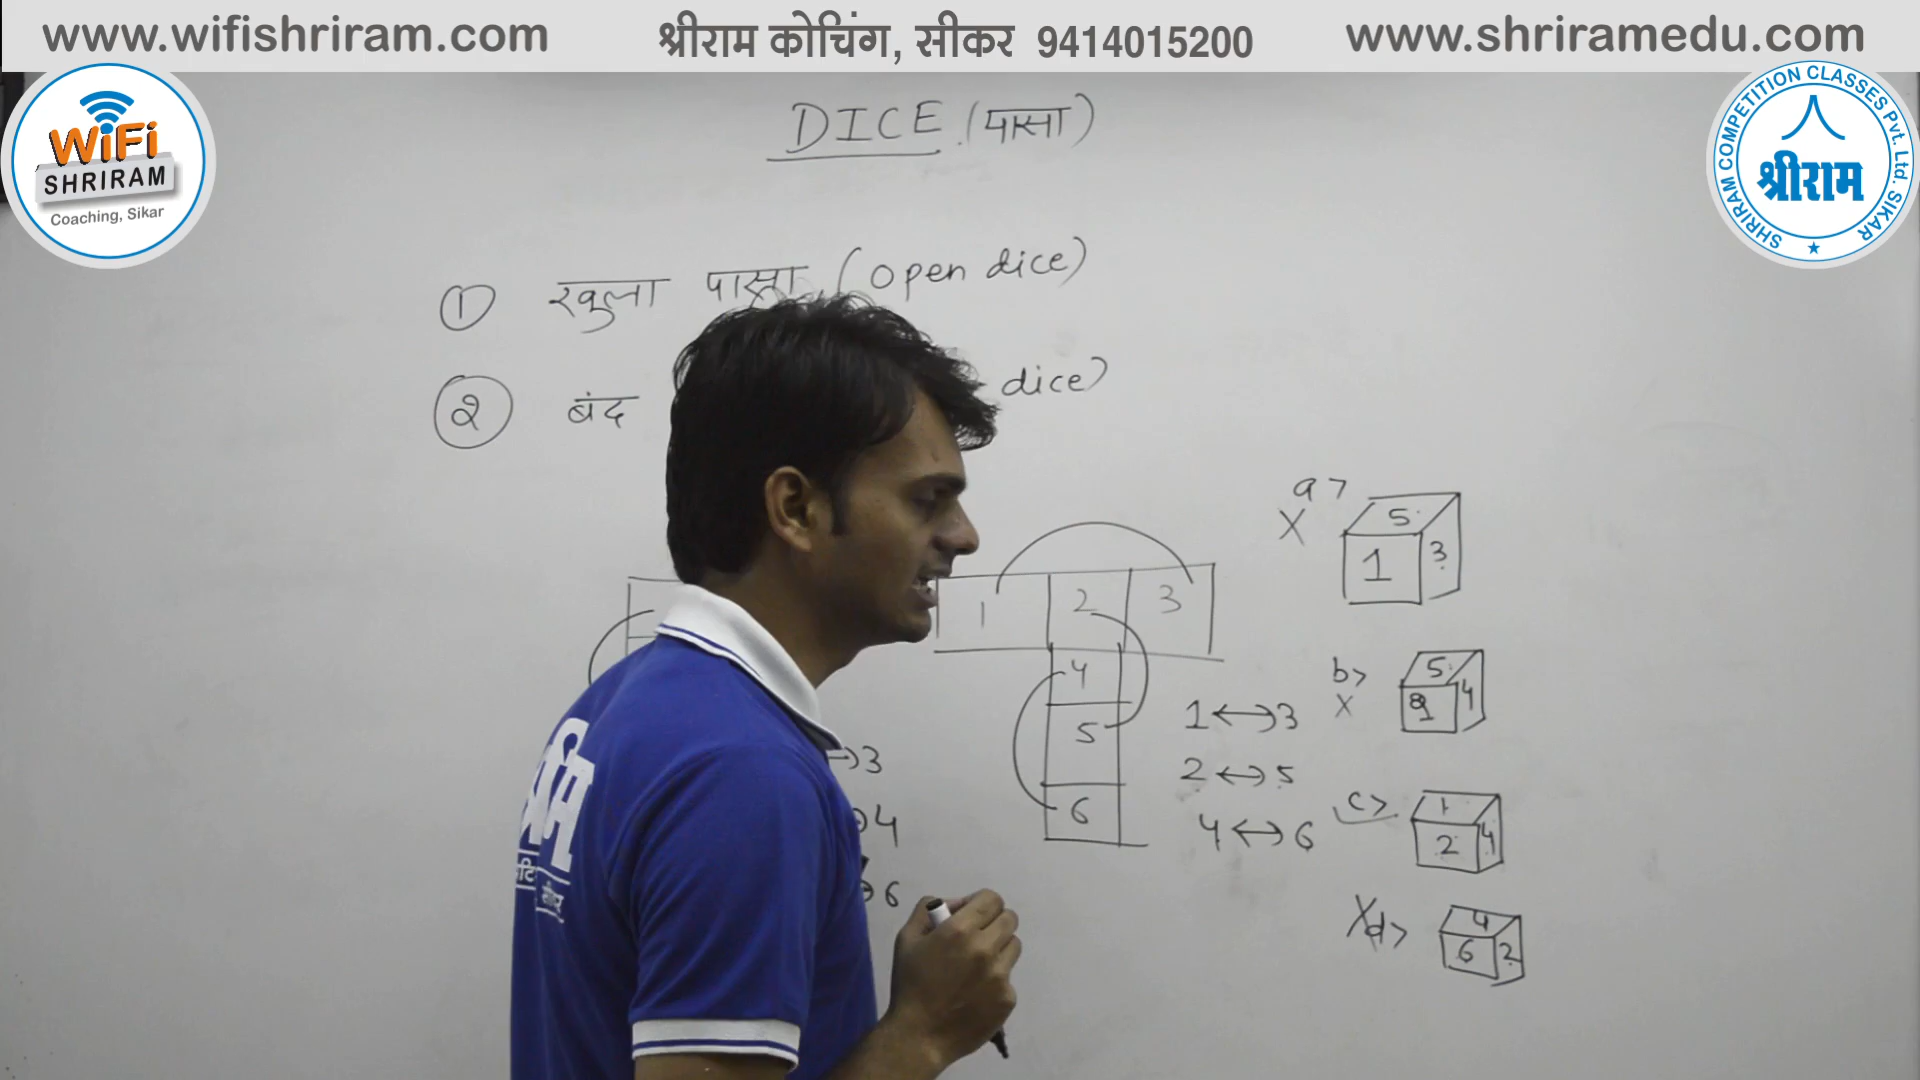 www.wifishriram.com
श्रीराम कोचिंग, सीकर 9414015200
www.shriramedu.com
WiFi
SHRIRAM
Coaching, Sikar
SHRIRAM COMPETITION CLASSES Pvt. Ltd. SIKAR
श्रीराम
DICE (पासा)
① खुला पासा (open dice)
② बंद dice)
1 2 3
4
5
6
1↔3
2↔5
4↔6
→3
→4
→6
a>
X
5
1
3
b>
X
5
4
c>
1
2
4
X d>
4
6
2